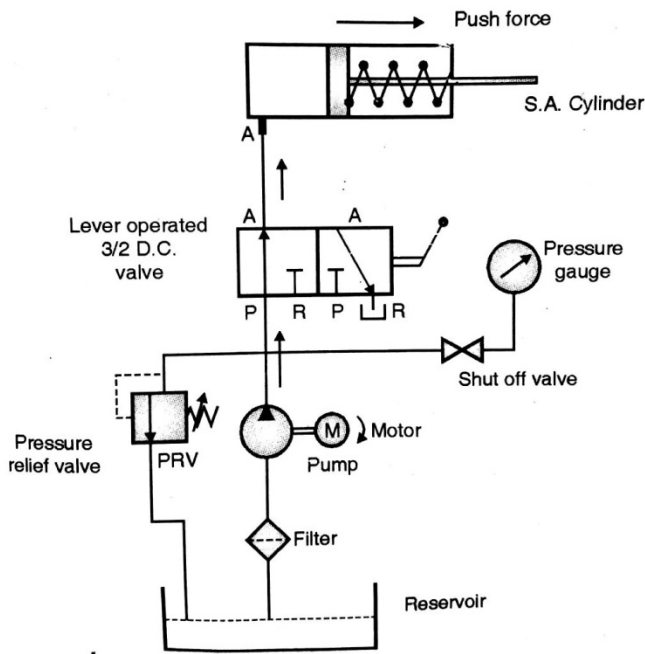 Push force
S.A. Cylinder
A
Lever operated
3/2 D.C.
valve
A A
P R P R
Pressure
gauge
Shut off valve
Pressure
relief valve
PRV
M
Motor
Pump
Filter
Reservoir